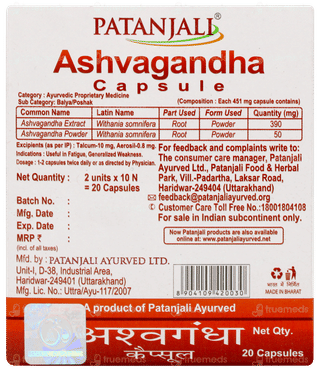 PATANJALI®
Ashvagandha
Capsule
Category : Ayurvedic Proprietary Medicine
Sub Category: Balya/Poshak
(Composition : Each 451 mg capsule contains)
Common Name Latin Name Part Used Form Used Quantity (mg)
Ashvagandha Extract Withania somnifera Root Powder 390
Ashvagandha Powder Withania somnifera Root Powder 50
Excipients (as per IP) : Talcum-10 mg, Aerosil-0.8 mg.
Indications : Useful in Fatigue, Generalized Weakness.
Dosage : 1-2 capsules twice daily or as directed by Physician.
Net Quantity : 2 units x 10 N
= 20 Capsules
Batch No. :
Mfg. Date :
Exp. Date :
MRP ₹ :
(incl. of all taxes)
For feedback and complaints write to:
The consumer care manager, Patanjali
Ayurved Ltd., Patanjali Food & Herbal
Park, Vill.-Padartha, Laksar Road,
Haridwar-249404 (Uttarakhand)
feedback@patanjaliayurved.org
Customer Care Toll Free No.:18001804108
For sale in Indian subcontinent only.
Visit us at: www.patanjaliayurved.net
Mfd. by : PATANJALI AYURVED LTD.
Unit-I, D-38, Industrial Area,
Haridwar-249401 (Uttarakhand)
Mfg. Lic. No.: Uttra/Ayu-117/2007
8 904109 420030
MADE IN BHARAT
A product of Patanjali Ayurved
अश्वगंधा
कैप्सूल
Net Qty.
20 Capsules
truemeds